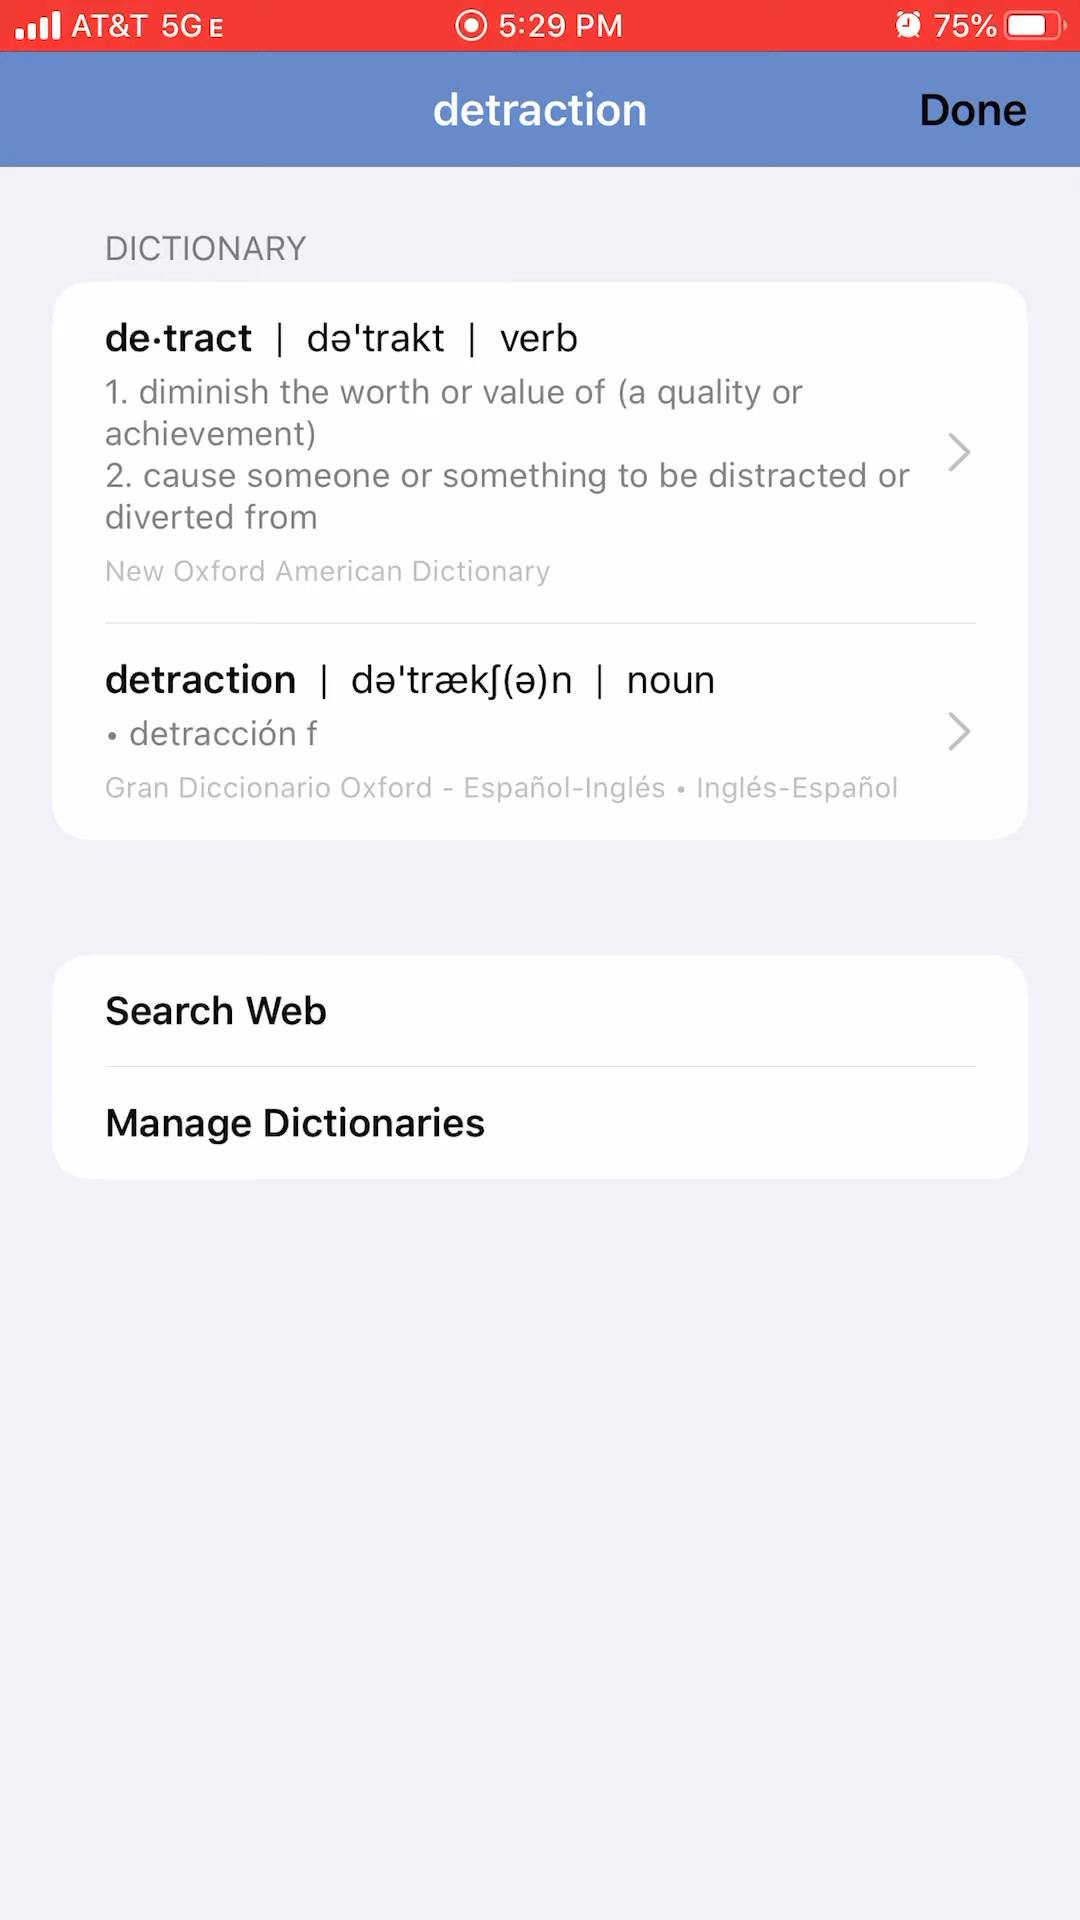 AT&T 5G E 5:29 PM 75%
detraction Done
DICTIONARY
de·tract | də'trakt | verb
1. diminish the worth or value of (a quality or
achievement)
2. cause someone or something to be distracted or
diverted from
New Oxford American Dictionary
detraction | də'trækʃ(ə)n | noun
• detracción f
Gran Diccionario Oxford - Español-Inglés • Inglés-Español
Search Web
Manage Dictionaries